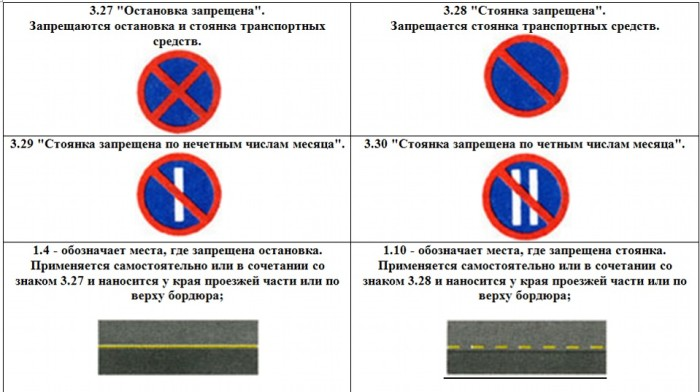 3.27 "Остановка запрещена".
Запрещаются остановка и стоянка транспортных
средств.
3.28 "Стоянка запрещена".
Запрещается стоянка транспортных средств.
3.29 "Стоянка запрещена по нечетным числам месяца".
3.30 "Стоянка запрещена по четным числам месяца".
1.4 - обозначает места, где запрещена остановка.
Применяется самостоятельно или в сочетании со
знаком 3.27 и наносится у края проезжей части или по
верху бордюра;
1.10 - обозначает места, где запрещена стоянка.
Применяется самостоятельно или в сочетании со
знаком 3.28 и наносится у края проезжей части или по
верху бордюра;